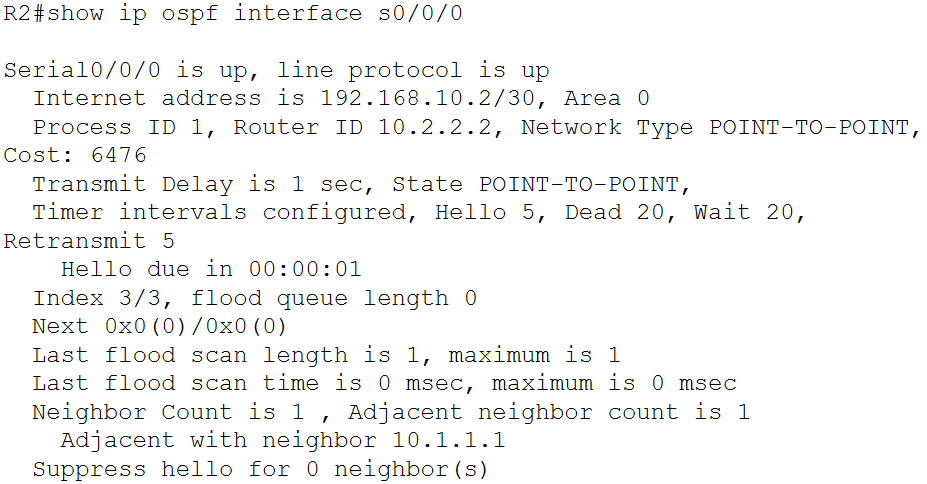 R2#show ip ospf interface s0/0/0
Serial0/0/0 is up, line protocol is up
Internet address is 192.168.10.2/30, Area 0
Process ID 1, Router ID 10.2.2.2, Network Type POINT-TO-POINT,
Cost: 6476
Transmit Delay is 1 sec, State POINT-TO-POINT,
Timer intervals configured, Hello 5, Dead 20, Wait 20,
Retransmit 5
Hello due in 00:00:01
Index 3/3, flood queue length 0
Next 0x0(0)/0x0(0)
Last flood scan length is 1, maximum is 1
Last flood scan time is 0 msec, maximum is 0 msec
Neighbor Count is 1 , Adjacent neighbor count is 1
Adjacent with neighbor 10.1.1.1
Suppress hello for 0 neighbor(s)